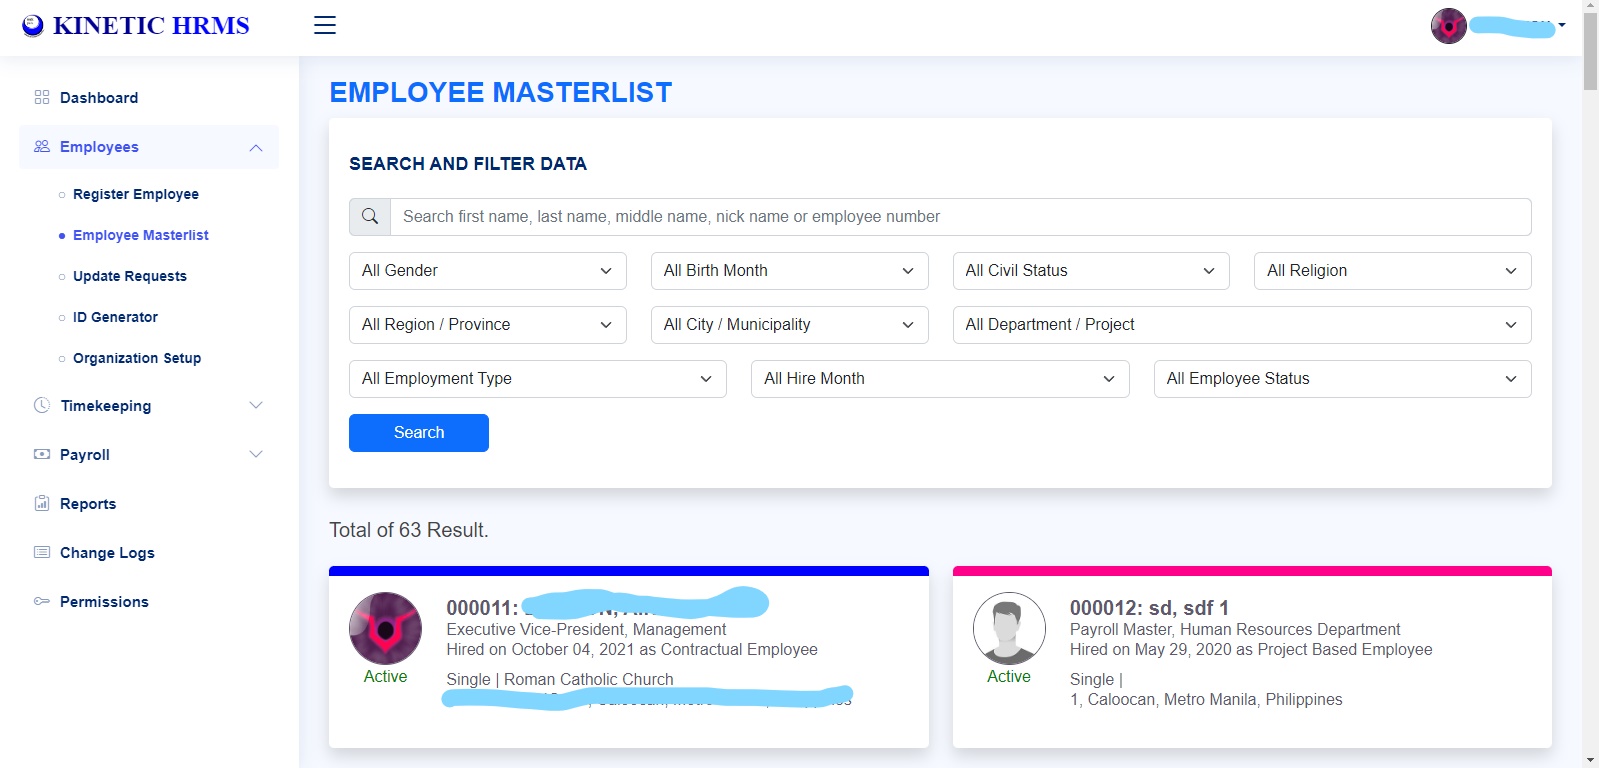 KINETIC HRMS
Dashboard
Employees
Register Employee
Employee Masterlist
Update Requests
ID Generator
Organization Setup
Timekeeping
Payroll
Reports
Change Logs
Permissions
EMPLOYEE MASTERLIST
SEARCH AND FILTER DATA
Search first name, last name, middle name, nick name or employee number
All Gender
All Birth Month
All Civil Status
All Religion
All Region / Province
All City / Municipality
All Department / Project
All Employment Type
All Hire Month
All Employee Status
Search
Total of 63 Result.
000011:
Executive Vice-President, Management
Hired on October 04, 2021 as Contractual Employee
Active
Single | Roman Catholic Church
000012: sd, sdf 1
Payroll Master, Human Resources Department
Hired on May 29, 2020 as Project Based Employee
Active
Single |
1, Caloocan, Metro Manila, Philippines